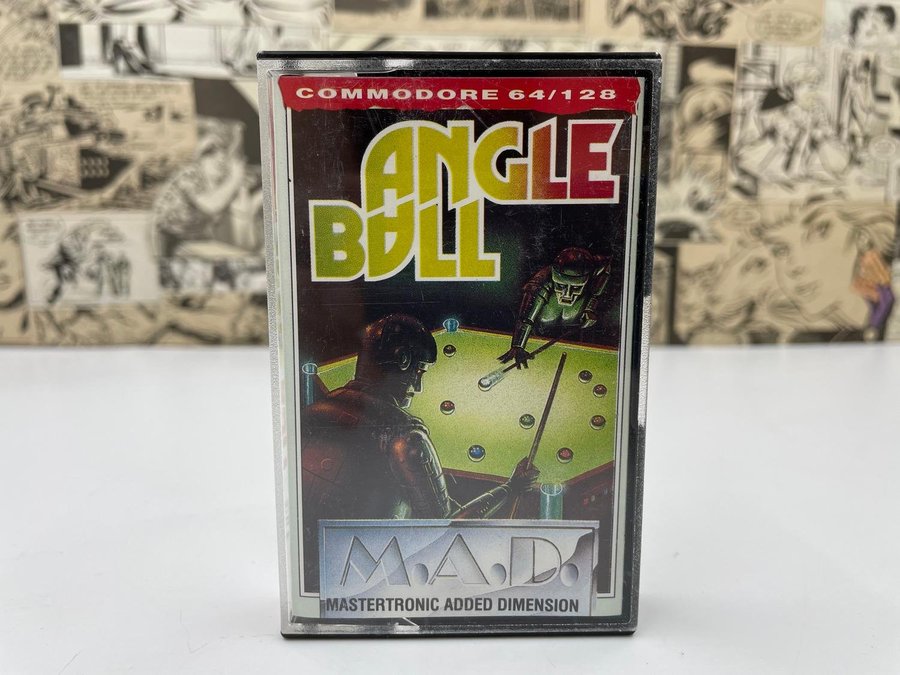 COMMODORE 64/128
ANGLE
BALL
M.A.D.
MASTERTRONIC ADDED DIMENSION